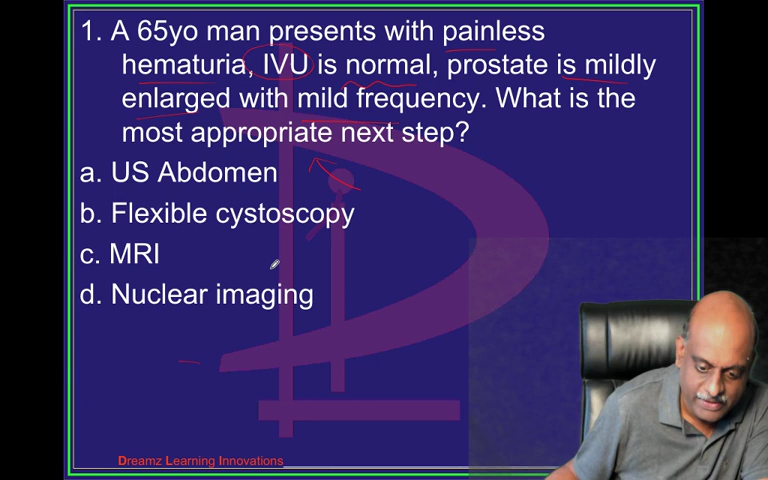 1. A 65yo man presents with painless
hematuria, IVU is normal, prostate is mildly
enlarged with mild frequency. What is the
most appropriate next step?
a. US Abdomen
b. Flexible cystoscopy
c. MRI
d. Nuclear imaging
Dreamz Learning Innovations